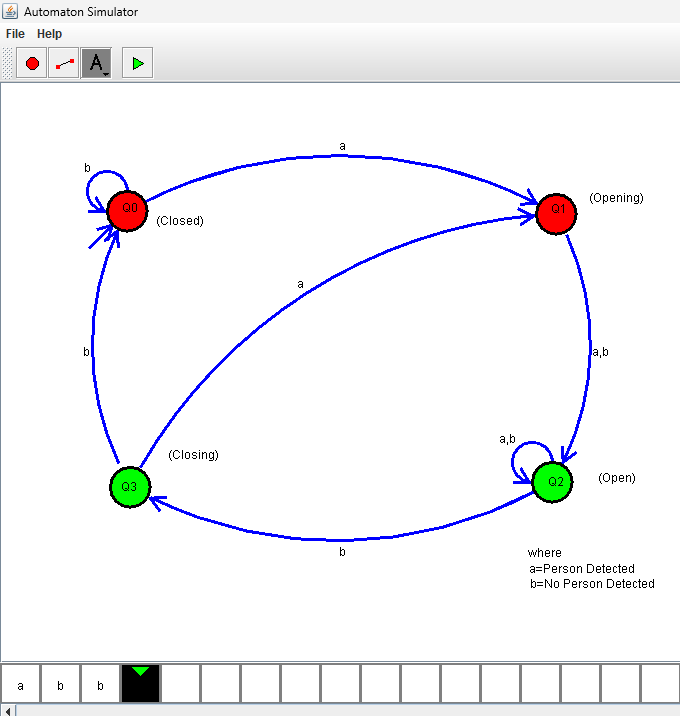 Automaton Simulator
File Help
A
a
b
Q0
Q1
(Opening)
(Closed)
a
b
a,b
(Closing)
a,b
Q3
Q2
(Open)
b
where
a=Person Detected
b=No Person Detected
a b b